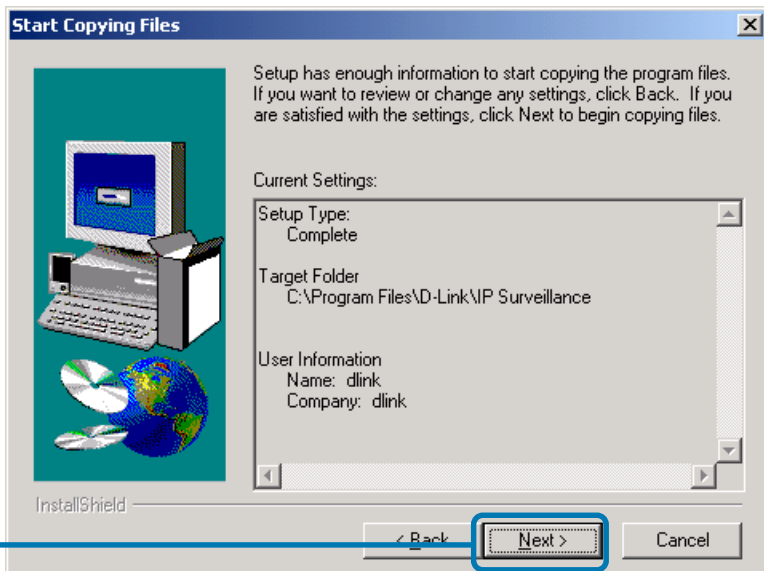 Start Copying Files
Setup has enough information to start copying the program files.
If you want to review or change any settings, click Back. If you
are satisfied with the settings, click Next to begin copying files.
Current Settings:
Setup Type:
Complete
Target Folder
C:\Program Files\D-Link\IP Surveillance
User Information
Name: dlink
Company: dlink
InstallShield
< Back
Next >
Cancel